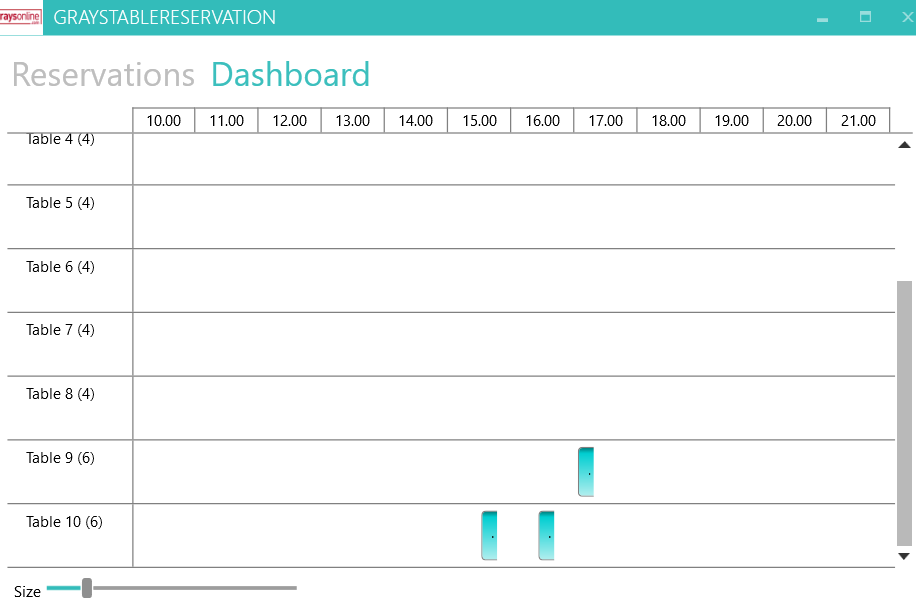 raysonline
GRAYSTABLERESERVATION
Reservations Dashboard
10.00 11.00 12.00 13.00 14.00 15.00 16.00 17.00 18.00 19.00 20.00 21.00
Table 4 (4)
Table 5 (4)
Table 6 (4)
Table 7 (4)
Table 8 (4)
Table 9 (6)
Table 10 (6)
Size